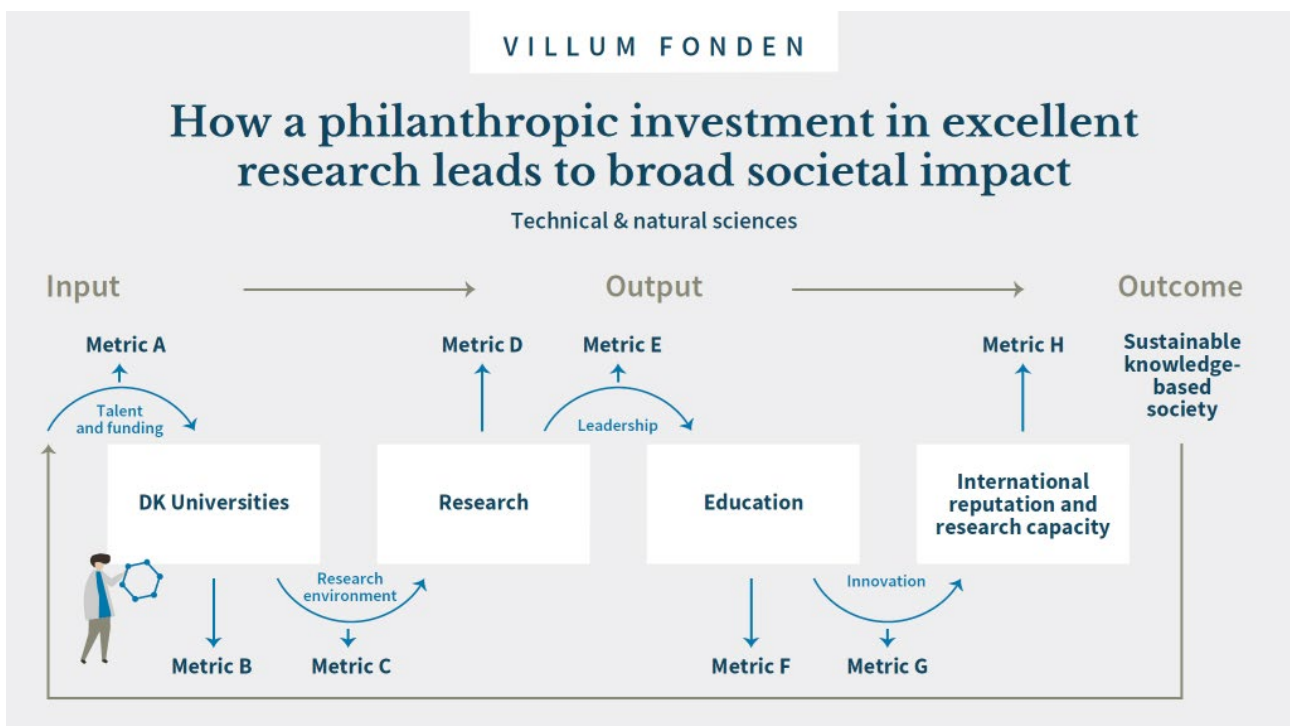 VILLUM FONDEN
How a philanthropic investment in excellent
research leads to broad societal impact
Technical & natural sciences
Input
Output
Outcome
Metric A
Metric D
Metric E
Metric H
Sustainable
knowledge-
based
society
Talent
and funding
Leadership
DK Universities
Research
Education
International
reputation and
research capacity
Research
environment
Innovation
Metric B
Metric C
Metric F
Metric G